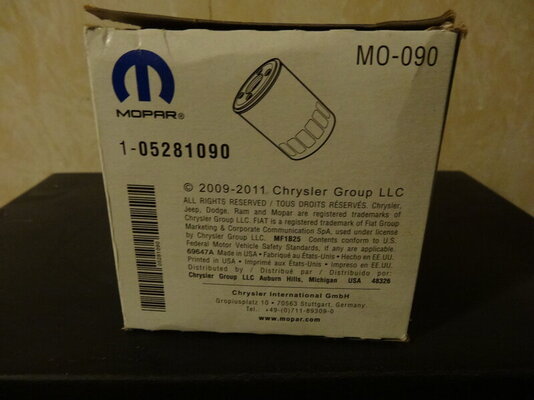 MO-090
MOPAR®
1-05281090
© 2009-2011 Chrysler Group LLC
ALL RIGHTS RESERVED / TOUS DROITS RÉSERVÉS. Chrysler,
Jeep, Dodge, Ram and Mopar are registered trademarks of
Chrysler Group LLC. FIAT is a registered trademark of Fiat Group
Marketing & Corporate Communication SpA, used under license
by Chrysler Group LLC. MF1825 Contents conform to U.S.
Federal Motor Vehicle Safety Standards, if applicable.
69647A Made in USA • Fabriqué au États-Unis • Hecho en EE.UU.
Printed in USA • Imprimé aux États-Unis • Impreso en EE.UU.
Distributed by / Distribué par / Distribuido por:
Chrysler Group LLC Auburn Hills, Michigan USA 48326
Chrysler International GmbH
Gropiusplatz 10 • 70563 Stuttgart, Germany
Tel. +49-(0)711-89309-0
www.mopar.com
05281090